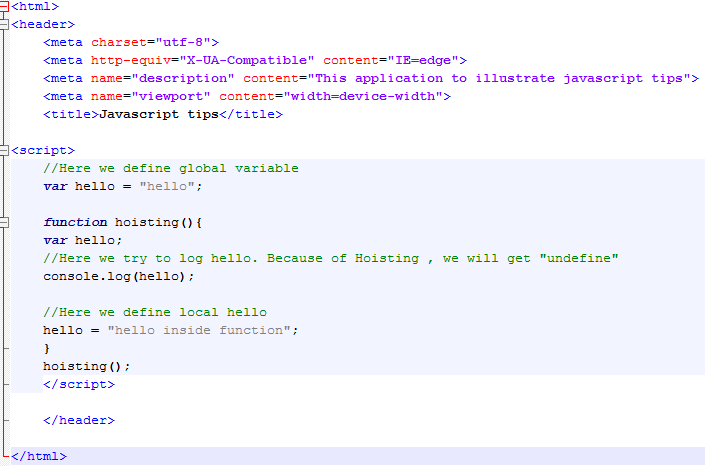 <html>
<header>
<meta charset="utf-8">
<meta http-equiv="X-UA-Compatible" content="IE=edge">
<meta name="description" content="This application to illustrate javascript tips">
<meta name="viewport" content="width=device-width">
<title>Javascript tips</title>
<script>
//Here we define global variable
var hello = "hello";
function hoisting(){
var hello;
//Here we try to log hello. Because of Hoisting , we will get "undefine"
console.log(hello);
//Here we define local hello
hello = "hello inside function";
}
hoisting();
</script>
</header>
</html>